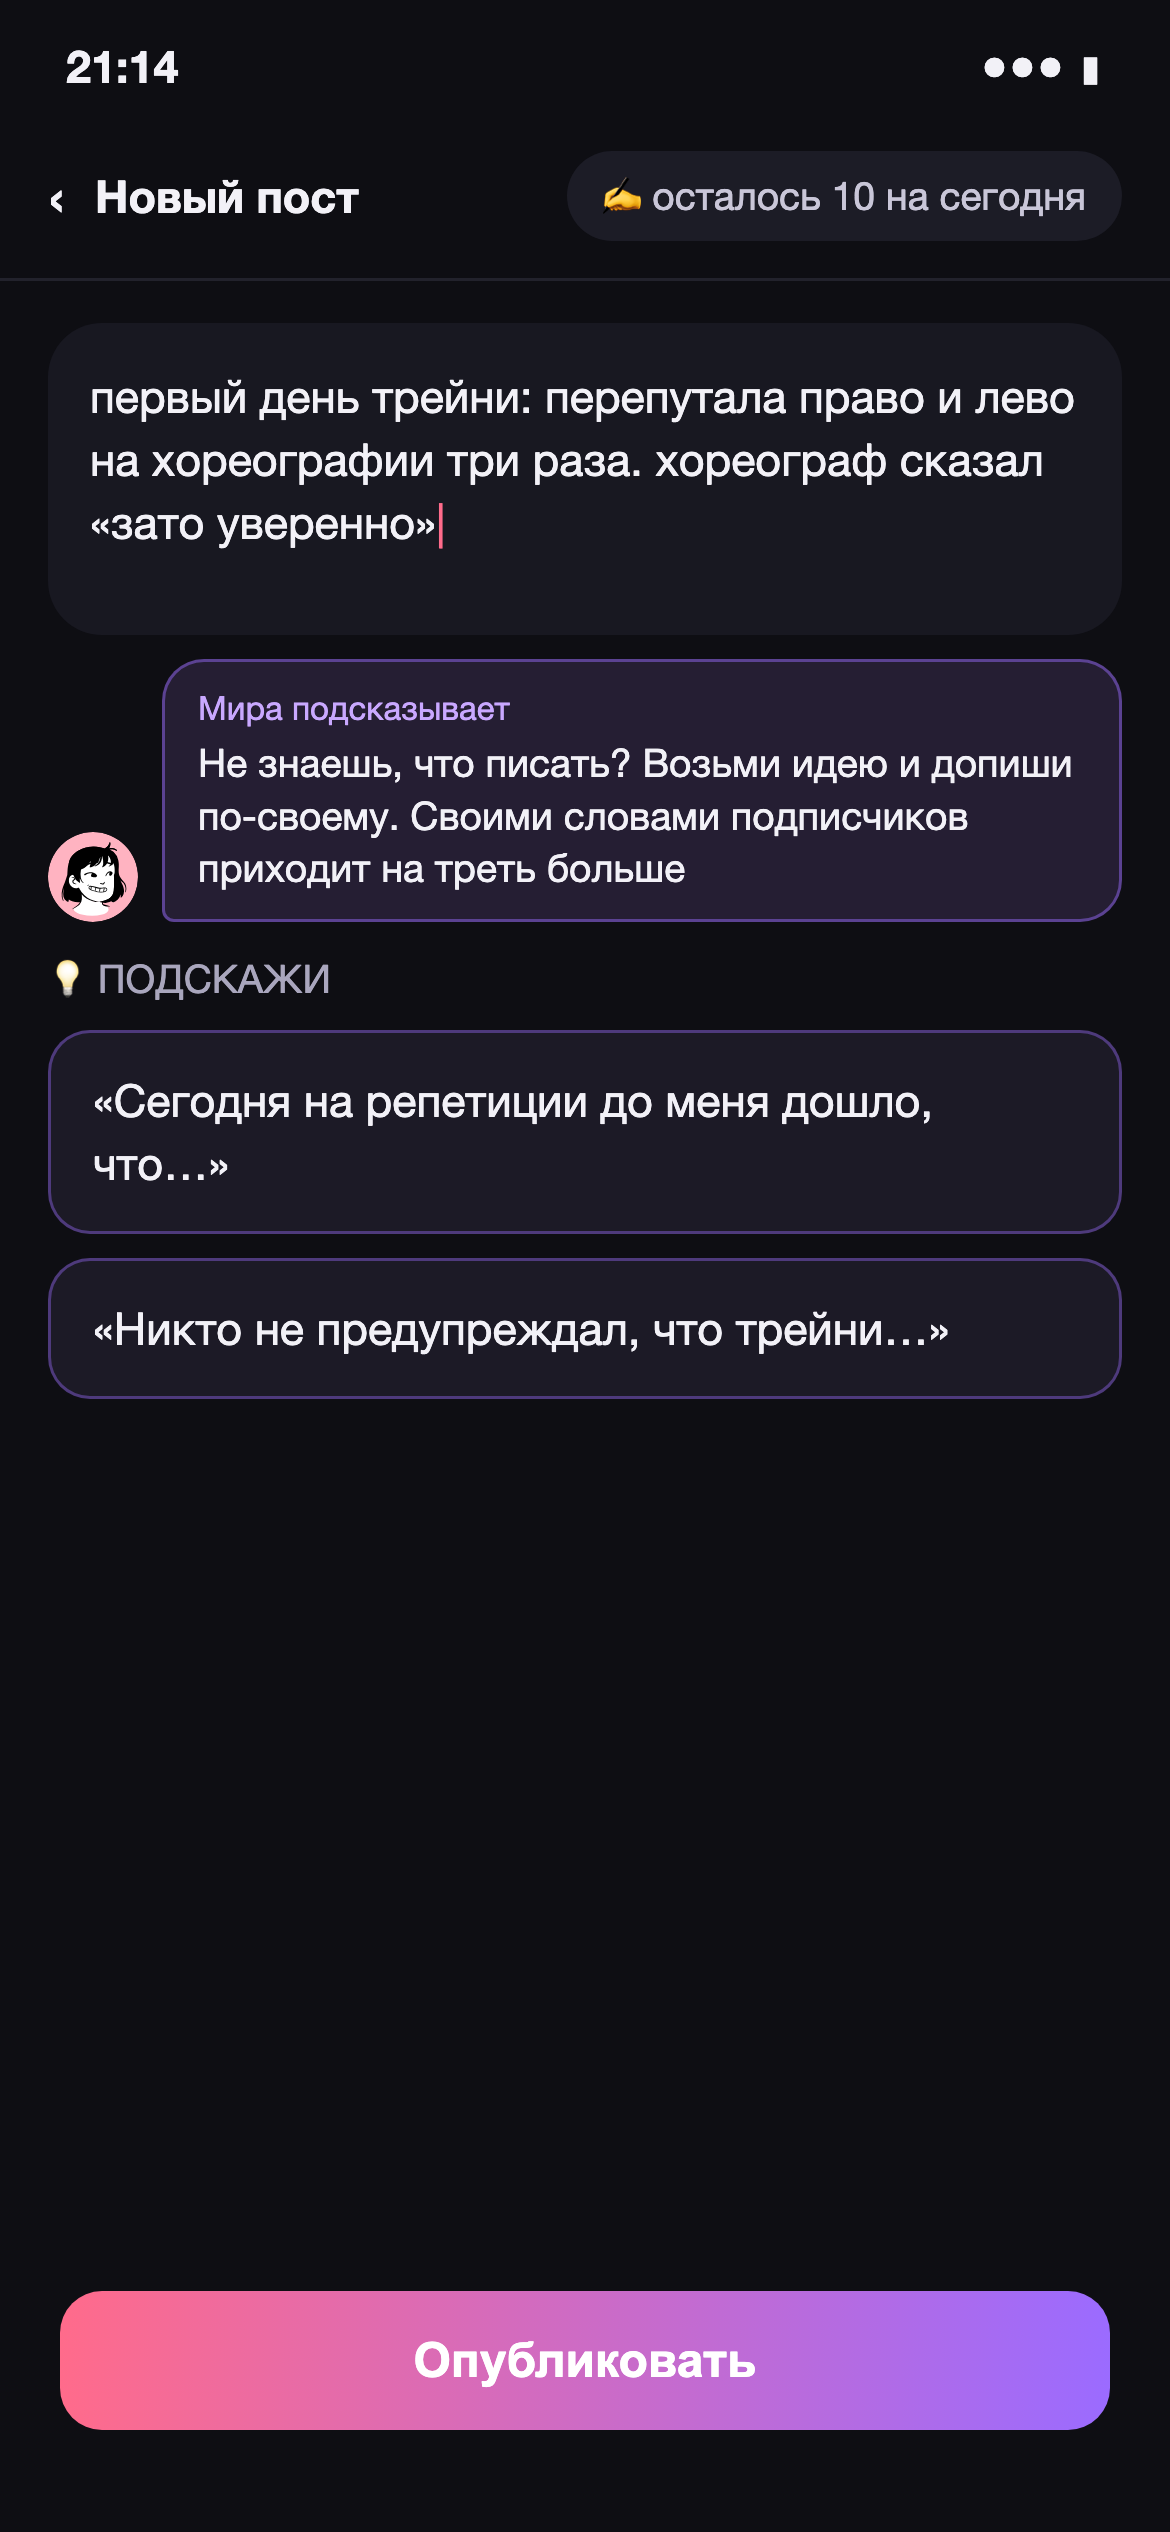 21:14
‹ Новый пост
✍️ осталось 10 на сегодня
первый день трейни: перепутала право и лево
на хореографии три раза. хореограф сказал
«зато уверенно»
Мира подсказывает
Не знаешь, что писать? Возьми идею и допиши
по-своему. Своими словами подписчиков
приходит на треть больше
💡 ПОДСКАЖИ
«Сегодня на репетиции до меня дошло,
что...»
«Никто не предупреждал, что трейни...»
Опубликовать